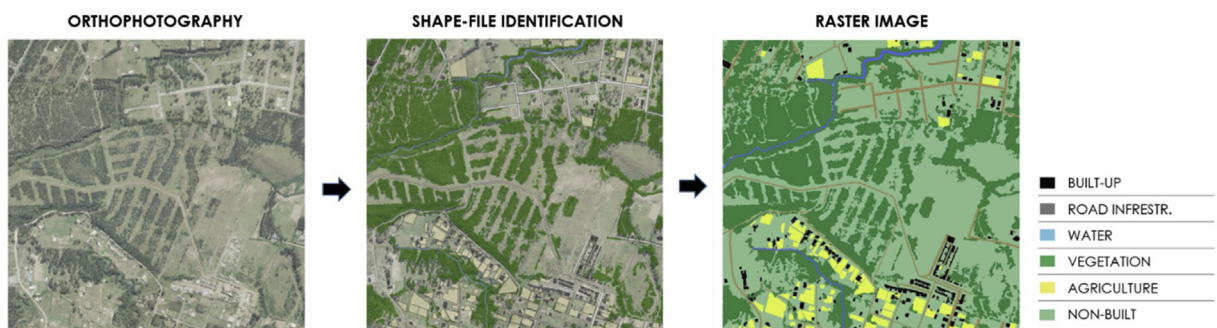 ORTHOPHOTOGRAPHY
SHAPE-FILE IDENTIFICATION
RASTER IMAGE
BUILT-UP
ROAD INFRESTR.
WATER
VEGETATION
AGRICULTURE
NON-BUILT